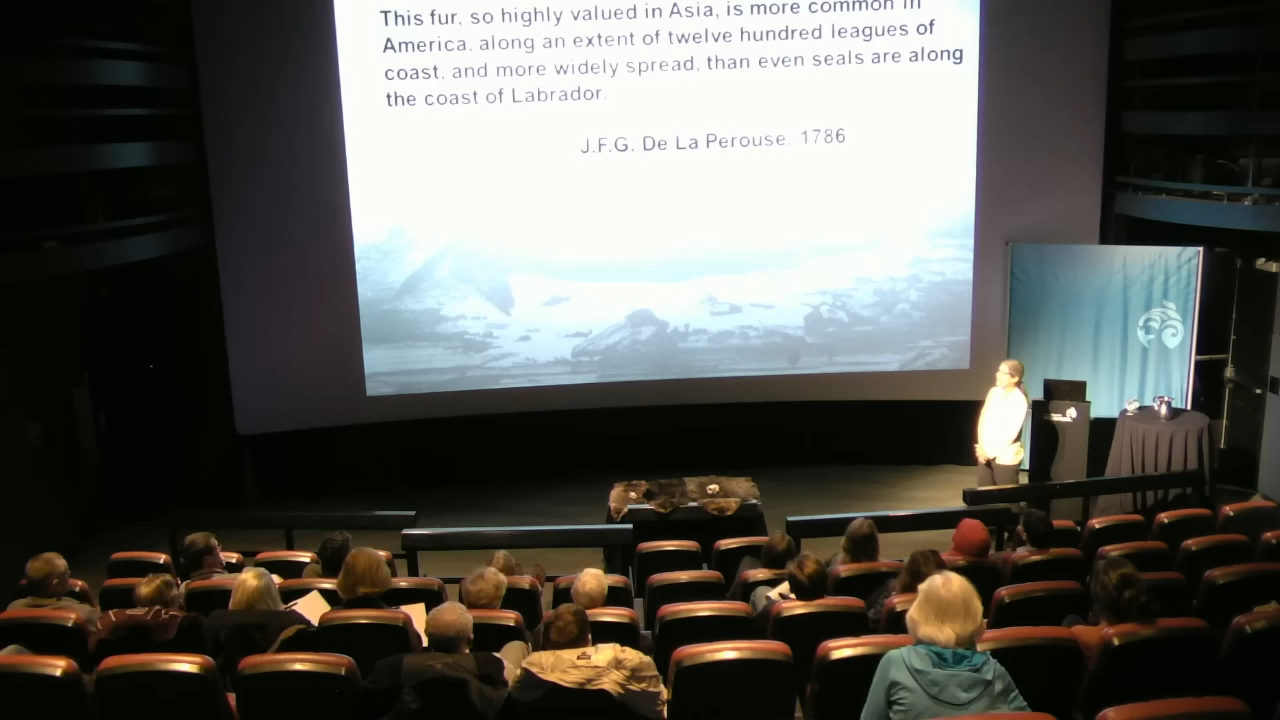 This fur, so highly valued in Asia, is more common in
America, along an extent of twelve hundred leagues of
coast, and more widely spread, than even seals are along
the coast of Labrador.
J.F.G. De La Perouse, 1786